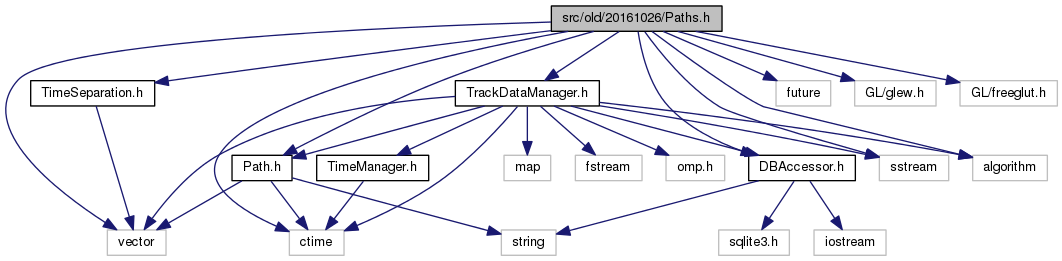 src/old/20161026/Paths.h
TimeSeparation.h
TrackDataManager.h
future
GL/glew.h
GL/freeglut.h
Path.h
TimeManager.h
map
fstream
omp.h
DBAccessor.h
sstream
algorithm
vector
ctime
string
sqlite3.h
iostream